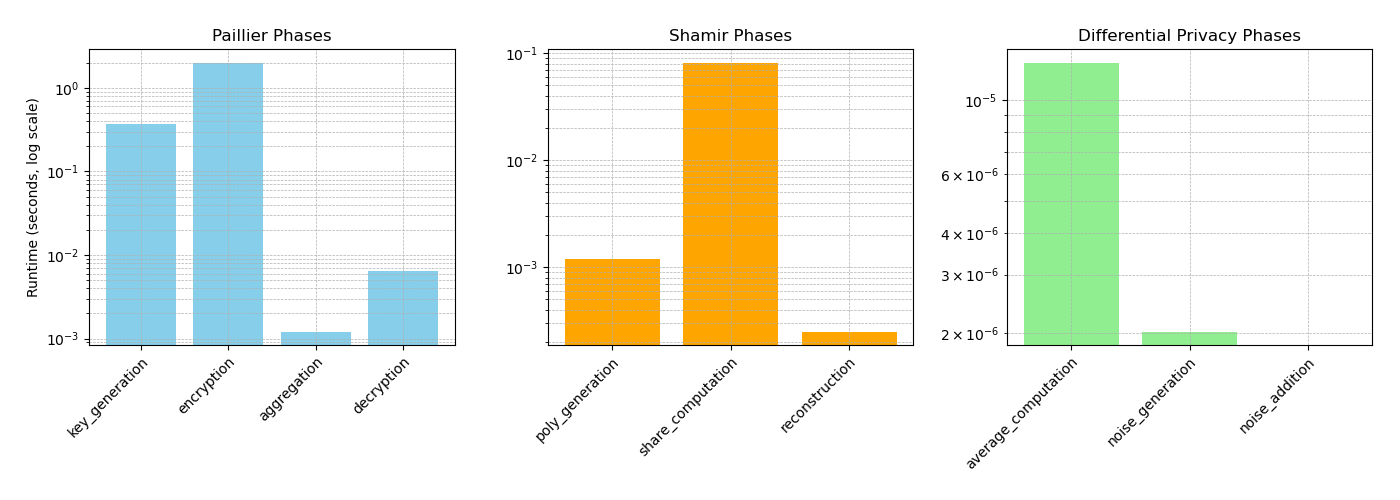 Paillier Phases
Runtime (seconds, log scale)
10⁰
10⁻¹
10⁻²
10⁻³
key_generation
encryption
aggregation
decryption
Shamir Phases
10⁻¹
10⁻²
10⁻³
poly_generation
share_computation
reconstruction
Differential Privacy Phases
10⁻⁵
6 × 10⁻⁶
4 × 10⁻⁶
3 × 10⁻⁶
2 × 10⁻⁶
average_computation
noise_generation
noise_addition